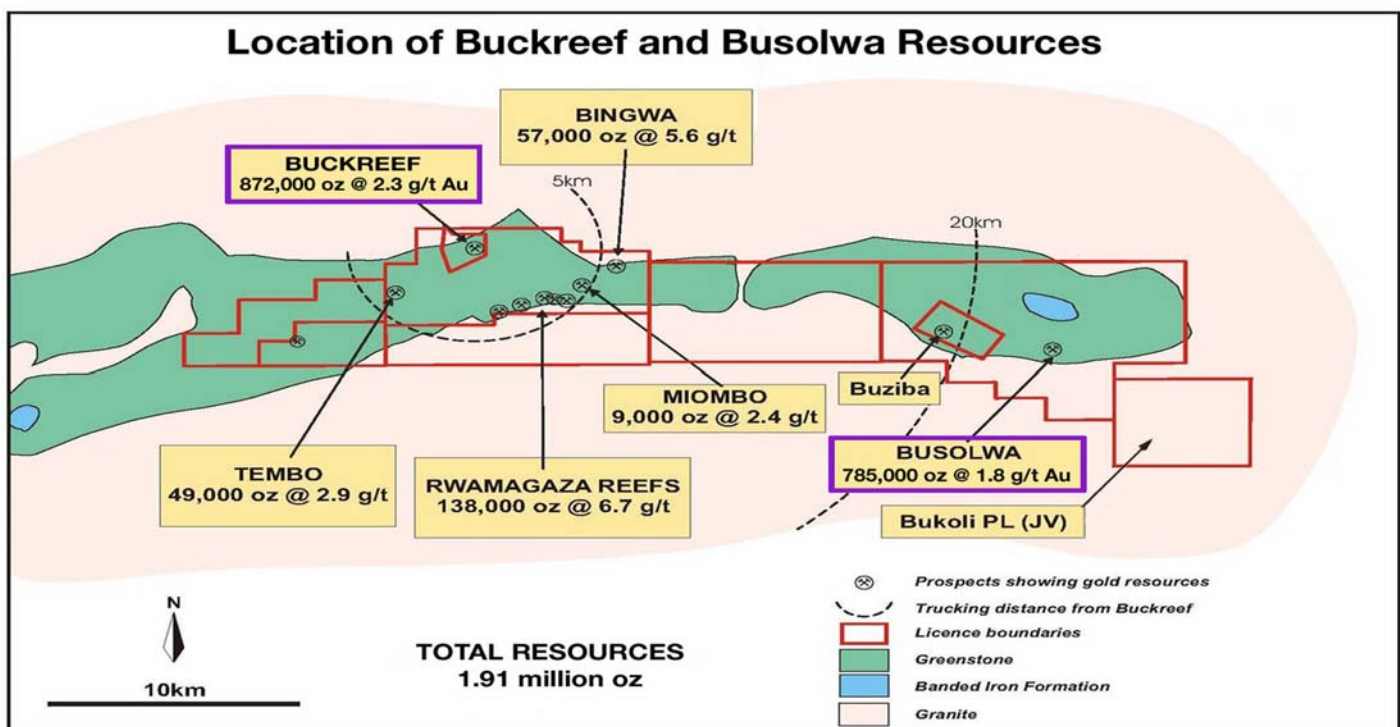 Location of Buckreef and Busolwa Resources
BINGWA
57,000 oz @ 5.6 g/t
BUCKREEF
872,000 oz @ 2.3 g/t Au
5km
20km
Buziba
MIOMBO
9,000 oz @ 2.4 g/t
TEMBO
49,000 oz @ 2.9 g/t
RWAMAGAZA REEFS
138,000 oz @ 6.7 g/t
BUSOLWA
785,000 oz @ 1.8 g/t Au
Bukoli PL (JV)
N
10km
TOTAL RESOURCES
1.91 million oz
Prospects showing gold resources
Trucking distance from Buckreef
Licence boundaries
Greenstone
Banded Iron Formation
Granite